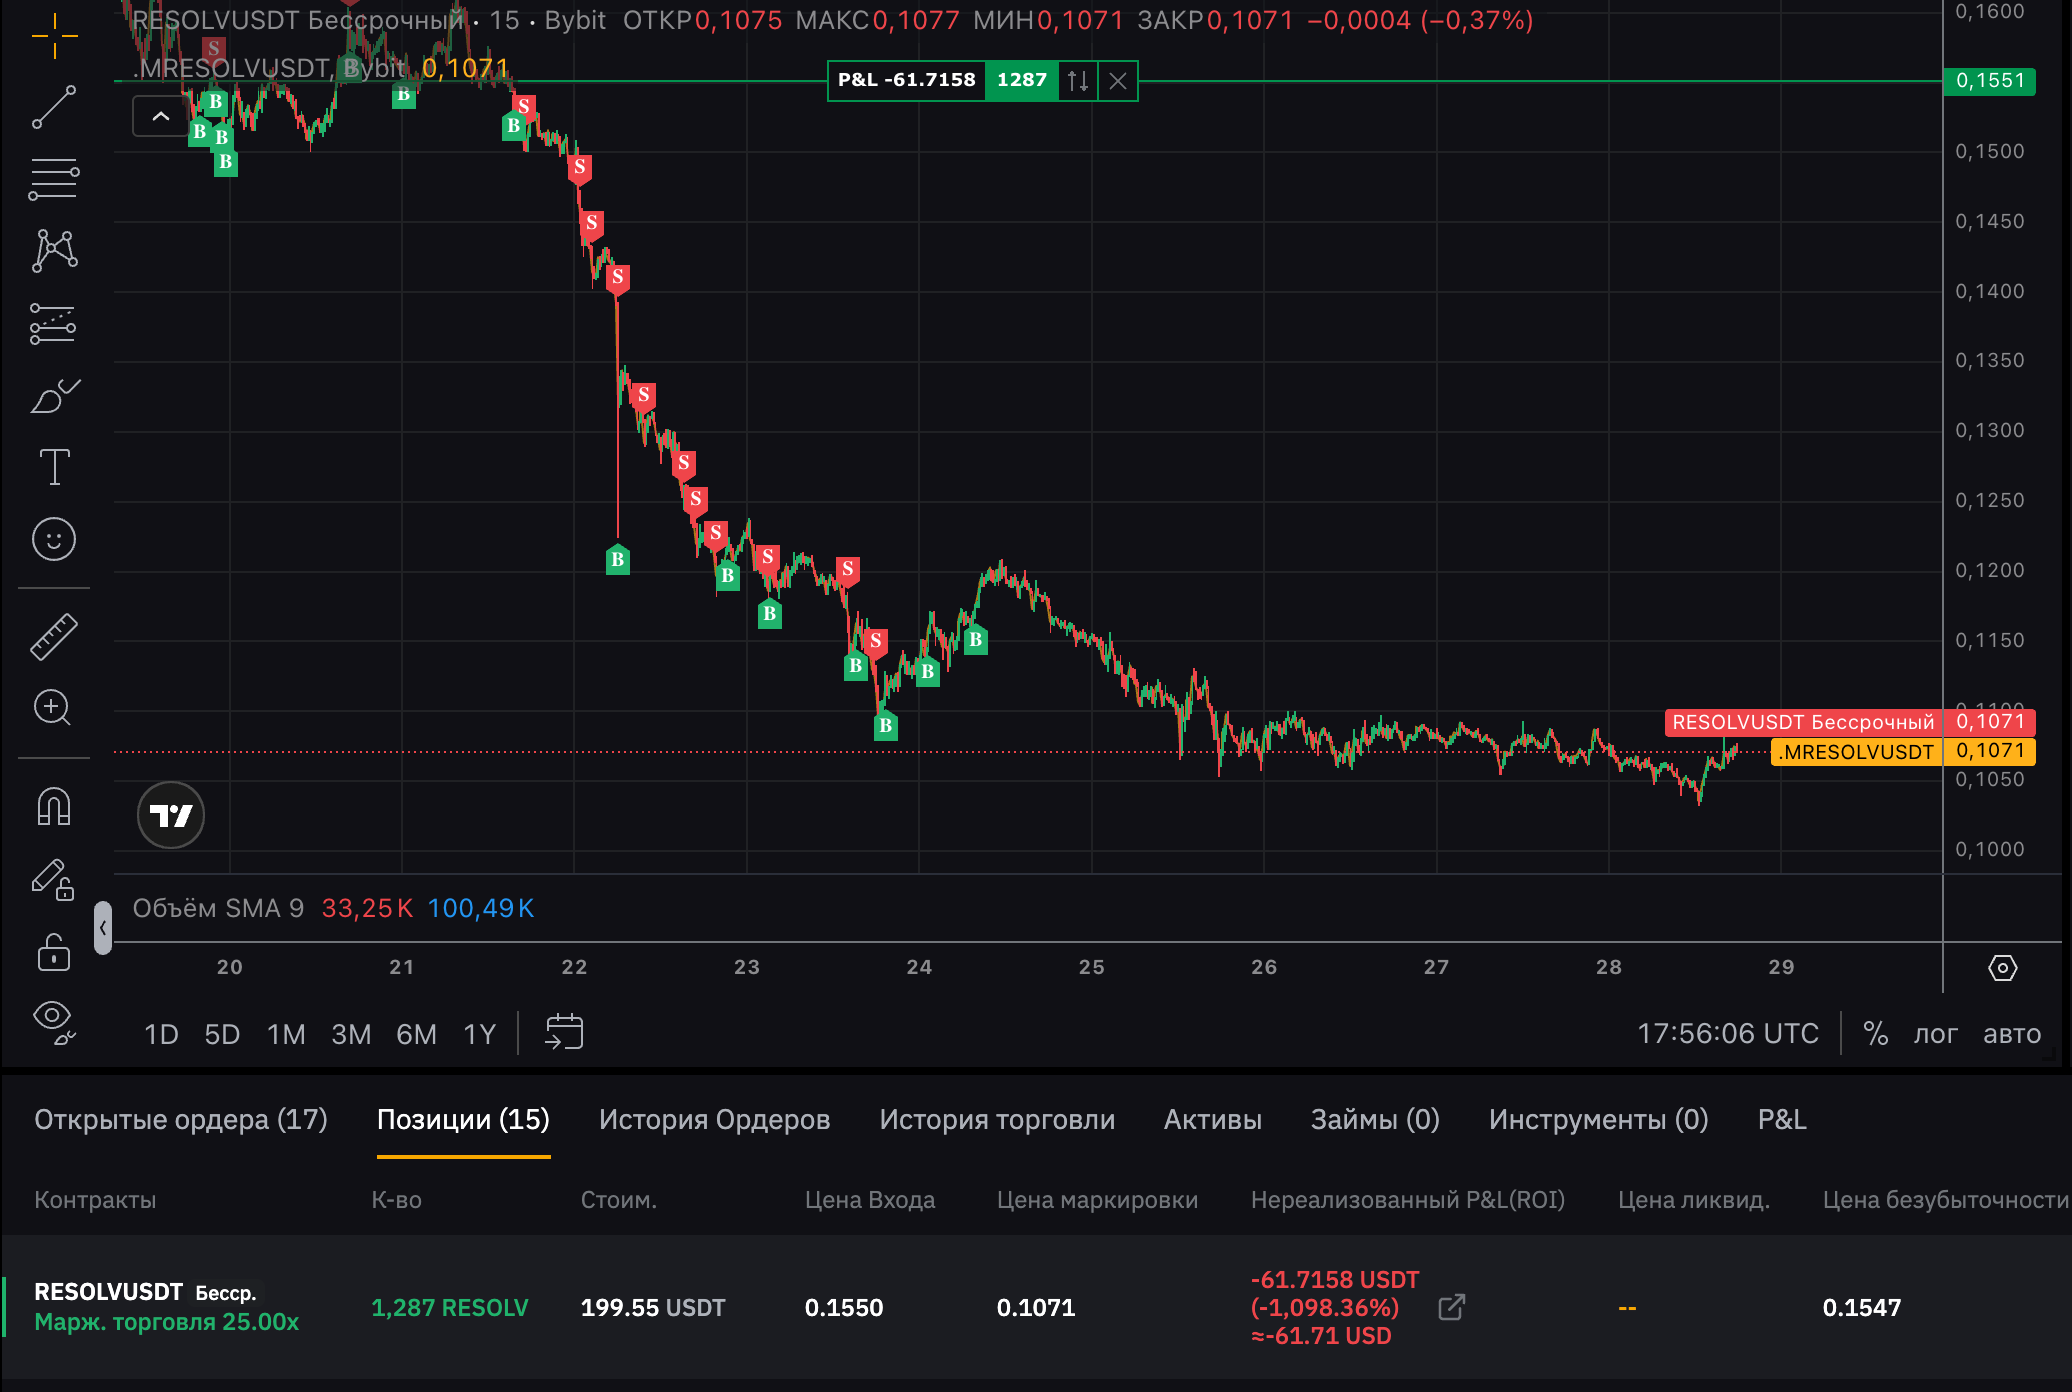 RESOLVUSDT Бессрочный · 15 · Bybit ОТКР0,1075 МАКС0,1077 МИН0,1071 ЗАКР0,1071 −0,0004 (−0,37%)
.MRESOLVUSDT, Bybit 0,1071
P&L -61.7158 1287
0,1600
0,1551
0,1500
0,1450
0,1400
0,1350
0,1300
0,1250
0,1200
0,1150
0,1100
RESOLVUSDT Бессрочный 0,1071
.MRESOLVUSDT 0,1071
0,1050
0,1000
S
B
B
B
B
B
B
S
B
S
S
S
S
S
S
S
S
S
S
B
B
B
B
B
B
B
Объём SMA 9 33,25K 100,49K
20 21 22 23 24 25 26 27 28 29
1D 5D 1M 3M 6M 1Y 17:56:06 UTC % лог авто
Открытые ордера (17) Позиции (15) История Ордеров История торговли Активы Займы (0) Инструменты (0) P&L
Контракты К-во Стоим. Цена Входа Цена маркировки Нереализованный P&L(ROI) Цена ликвид. Цена безубыточности
RESOLVUSDT Бесср.
Марж. торговля 25.00x
1,287 RESOLV 199.55 USDT 0.1550 0.1071
-61.7158 USDT
(-1,098.36%)
≈-61.71 USD
-- 0.1547